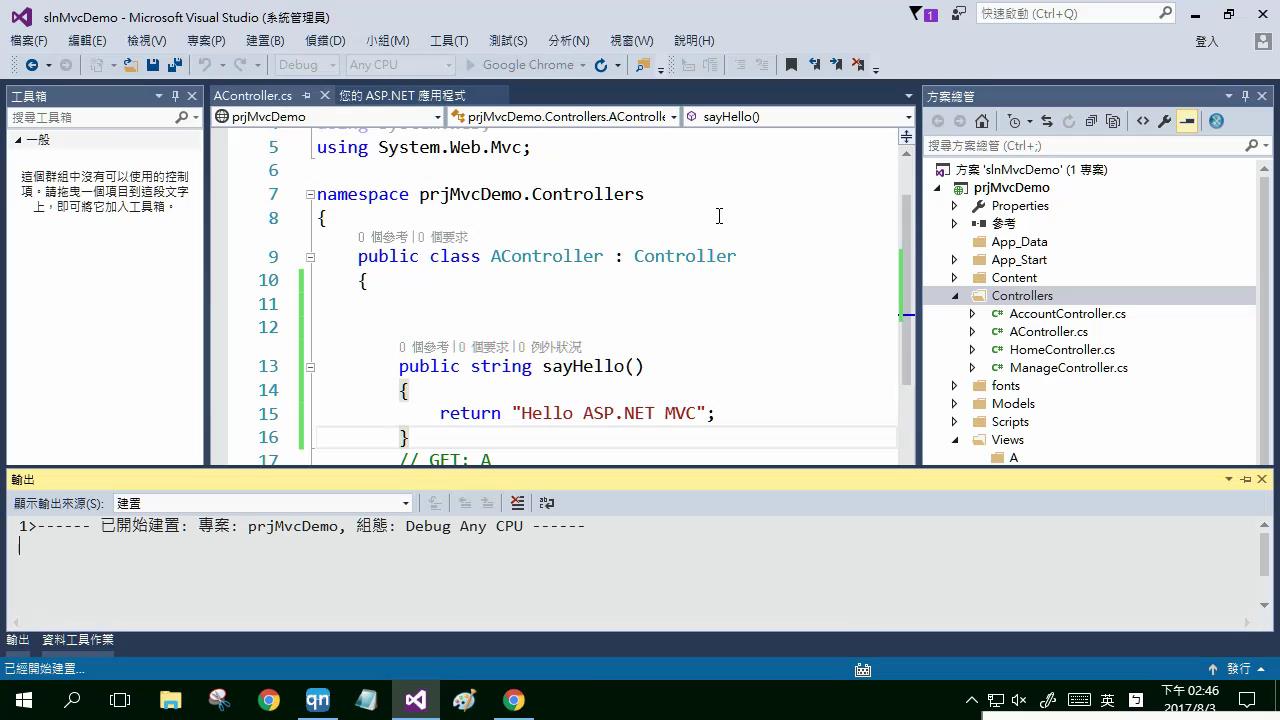 slnMvcDemo - Microsoft Visual Studio (系統管理員)
1
快速啟動 (Ctrl+Q)
檔案(F) 編輯(E) 檢視(V) 專案(P) 建置(B) 偵錯(D) 小組(M) 工具(T) 測試(S) 分析(N) 視窗(W) 說明(H)
登入
Debug Any CPU Google Chrome
工具箱
搜尋工具箱
一般
這個群組中沒有可以使用的控制
項。請拖曳一個項目到這段文字
上，即可將它加入工具箱。
AController.cs 您的 ASP.NET 應用程式
prjMvcDemo prjMvcDemo.Controllers.AControlle sayHello()
using System.Web;
5 using System.Web.Mvc;
6
7 namespace prjMvcDemo.Controllers
8 {
0 個參考|0 個要求
9 public class AController : Controller
10 {
11
12
0 個參考|0 個要求|0 例外狀況
13 public string sayHello()
14 {
15 return "Hello ASP.NET MVC";
16 }
17 // GET: A
方案總管
搜尋方案總管 (Ctrl+;)
方案 'slnMvcDemo' (1 專案)
prjMvcDemo
Properties
參考
App_Data
App_Start
Content
Controllers
C# AccountController.cs
C# AController.cs
C# HomeController.cs
C# ManageController.cs
fonts
Models
Scripts
Views
A
輸出
顯示輸出來源(S): 建置
1>------ 已開始建置: 專案: prjMvcDemo, 組態: Debug Any CPU ------
輸出 資料工具作業
已經開始建置...
發行
qn
英
下午 02:46
2017/8/3